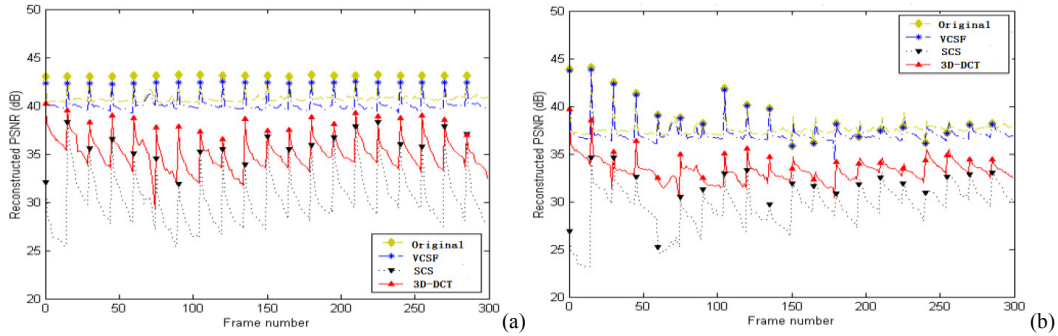 50
45
40
35
30
25
20
Reconstructed PSNR (dB)
0 50 100 150 200 250 300
Frame number
Original
VCSF
SCS
3D-DCT
(a)
50
45
40
35
30
25
20
Reconstructed PSNR (dB)
0 50 100 150 200 250 300
Frame number
Original
VCSF
SCS
3D-DCT
(b)